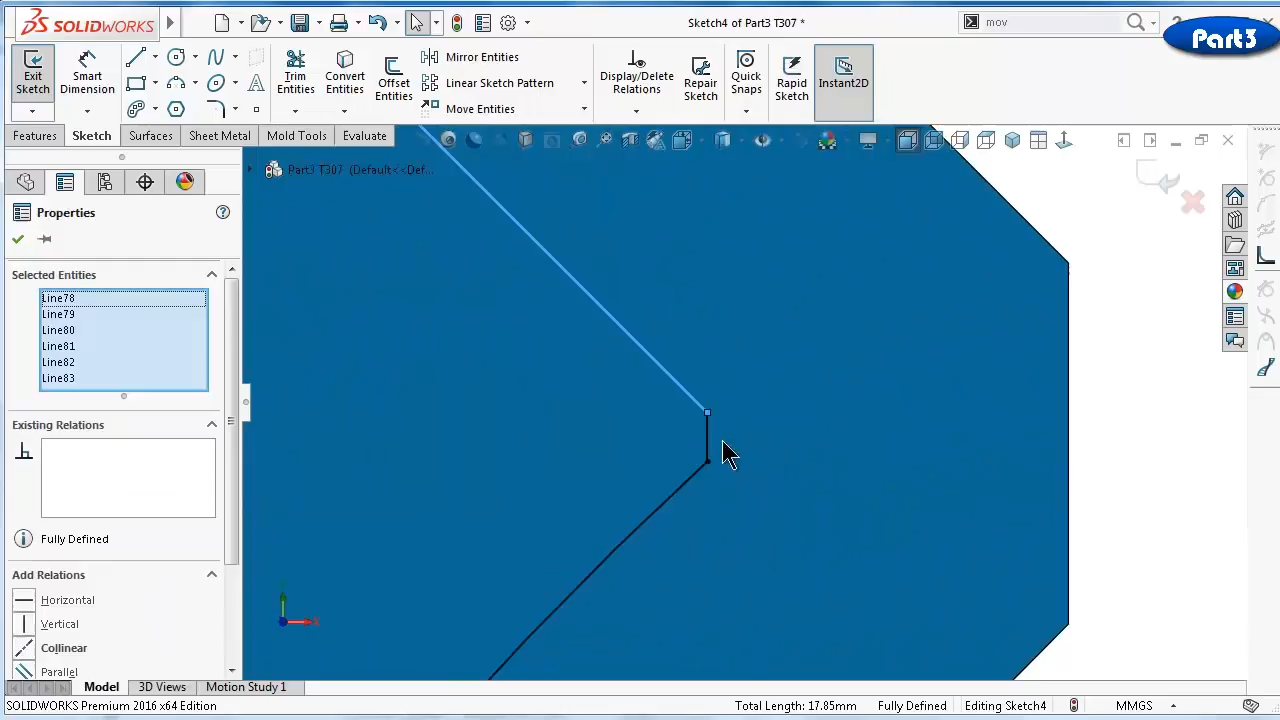 SOLIDWORKS
Sketch4 of Part3 T307 *
mov
Part3
Exit Sketch
Smart Dimension
Trim Entities
Convert Entities
Offset Entities
Mirror Entities
Linear Sketch Pattern
Move Entities
Display/Delete Relations
Repair Sketch
Quick Snaps
Rapid Sketch
Instant2D
Features
Sketch
Surfaces
Sheet Metal
Mold Tools
Evaluate
Part3 T307 (Default<<Def...
Properties
Selected Entities
Line78
Line79
Line80
Line81
Line82
Line83
Existing Relations
Fully Defined
Add Relations
Horizontal
Vertical
Collinear
Parallel
X
Model
3D Views
Motion Study 1
SOLIDWORKS Premium 2016 x64 Edition
Total Length: 17.85mm
Fully Defined
Editing Sketch4
MMGS